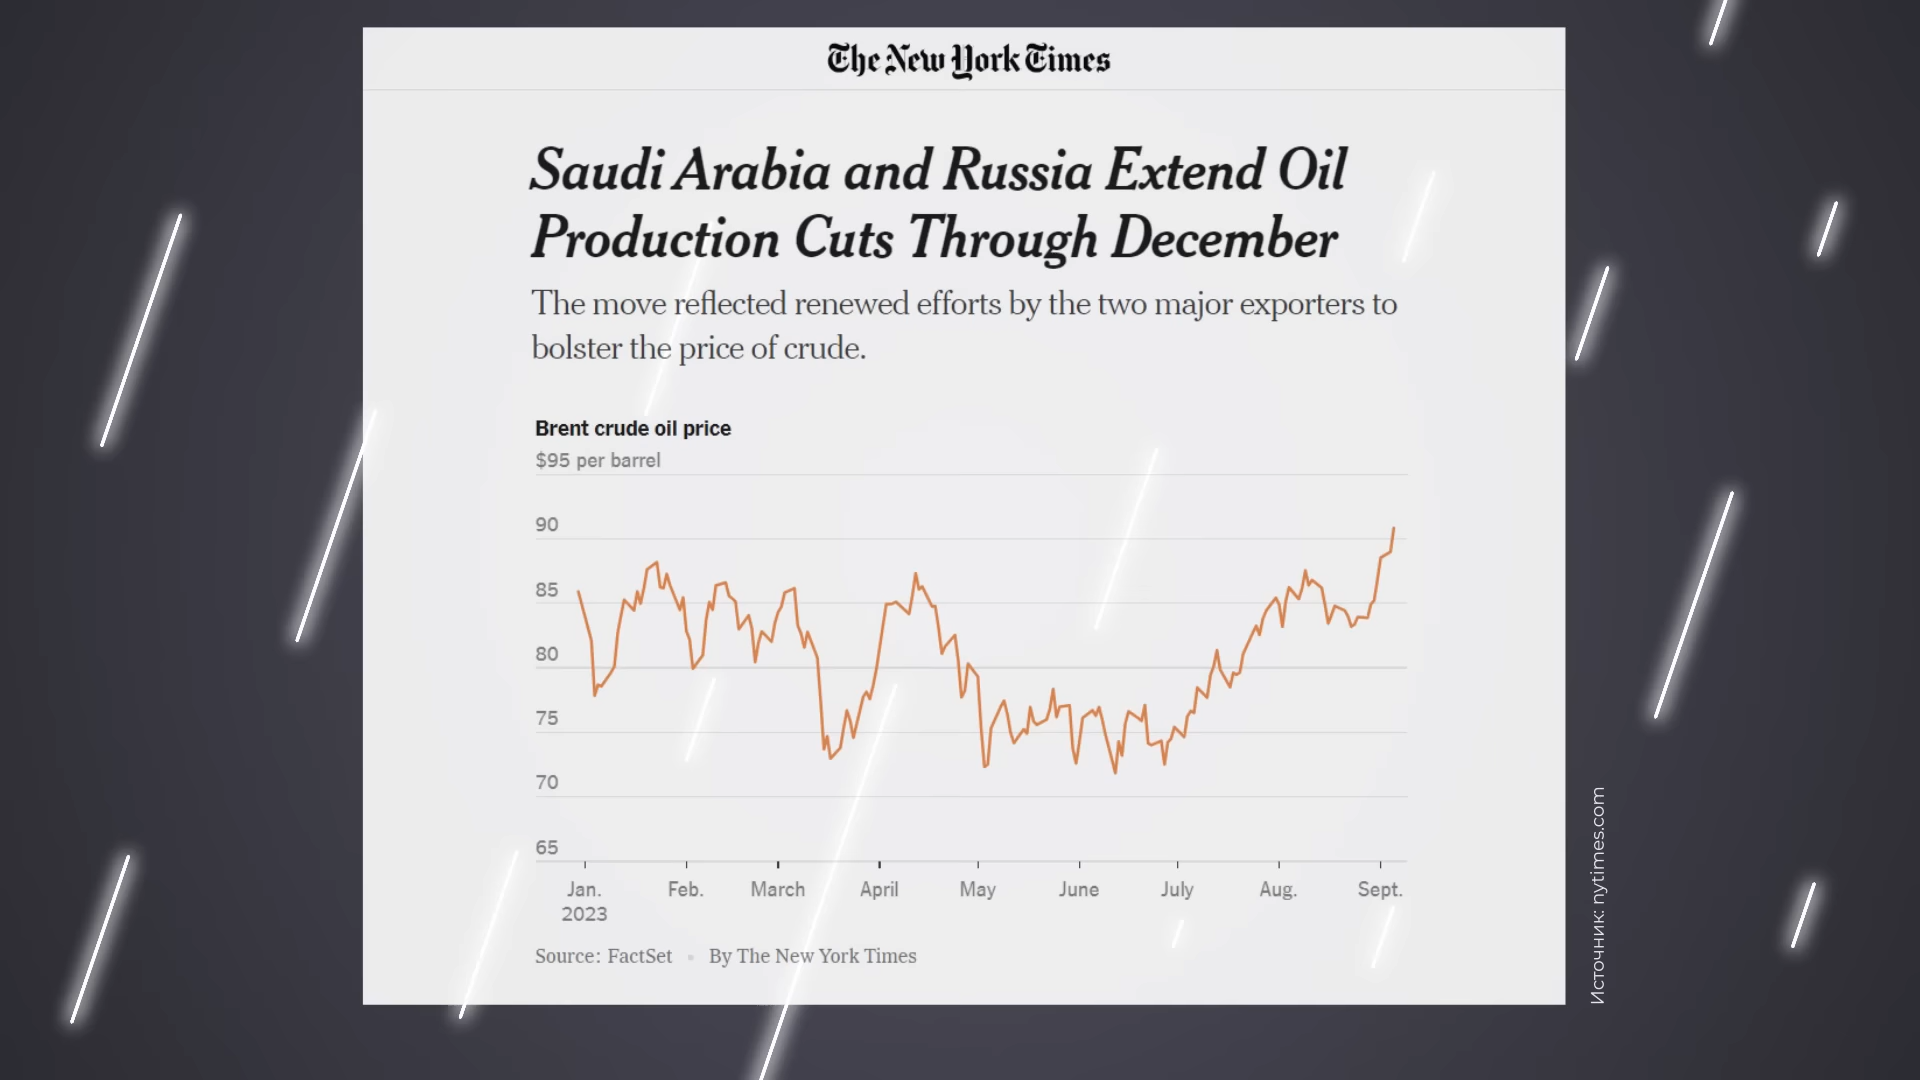 The New York Times
Saudi Arabia and Russia Extend Oil
Production Cuts Through December
The move reflected renewed efforts by the two major exporters to
bolster the price of crude.
Brent crude oil price
$95 per barrel
90
85
80
75
70
65
Jan. Feb. March April May June July Aug. Sept.
2023
Source: FactSet • By The New York Times
Источник: nytimes.com